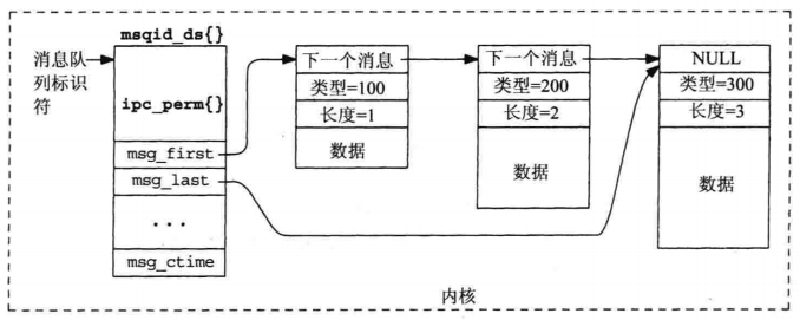 msqid_ds{}
消息队
列标识
符
ipc_perm{}
msg_first
msg_last
...
msg_ctime
下一个消息
类型=100
长度=1
数据
下一个消息
类型=200
长度=2
数据
NULL
类型=300
长度=3
数据
内核